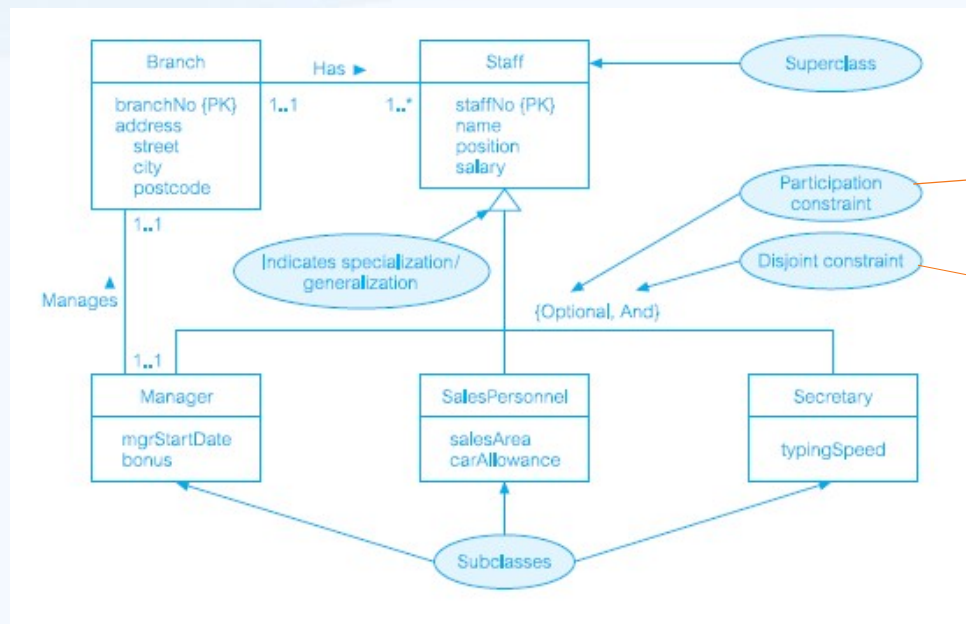 Branch
branchNo {PK}
address
street
city
postcode
Has ►
1..1
1..*
Staff
staffNo {PK}
name
position
salary
Superclass
Participation
constraint
Disjoint constraint
Indicates specialization/
generalization
{Optional, And}
1..1
▲
Manages
1..1
Manager
mgrStartDate
bonus
SalesPersonnel
salesArea
carAllowance
Secretary
typingSpeed
Subclasses